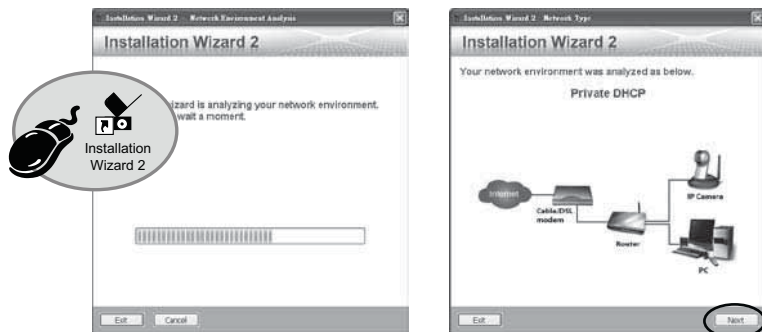 Installation Wizard 2 Network Environment Analysis
Installation Wizard 2
izard is analyzing your network environment.
wait a moment.
Installation
Wizard 2
Exit
Cancel
Installation Wizard 2 Network Type
Installation Wizard 2
Your network environment was analyzed as below.
Private DHCP
Internet
Cable/DSL
modem
Router
IP Camera
PC
Exit
Next